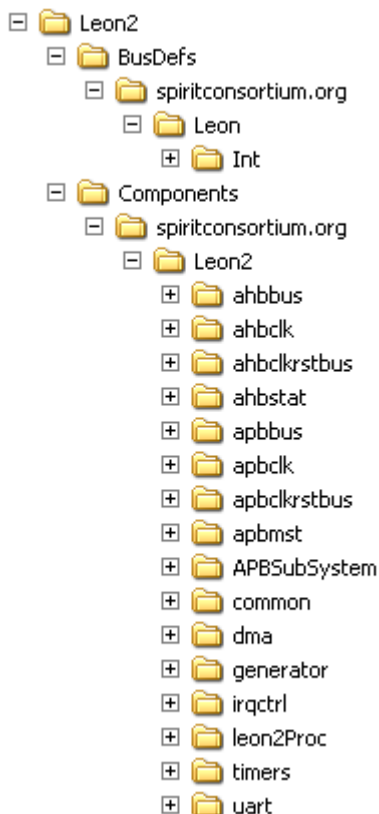 Leon2
BusDefs
spiritconsortium.org
Leon
Int
Components
spiritconsortium.org
Leon2
ahbbus
ahbclk
ahbclkrstbus
ahbstat
apbbus
apbclk
apbclkrstbus
apbmst
APBSubSystem
common
dma
generator
irqctrl
leon2Proc
timers
uart